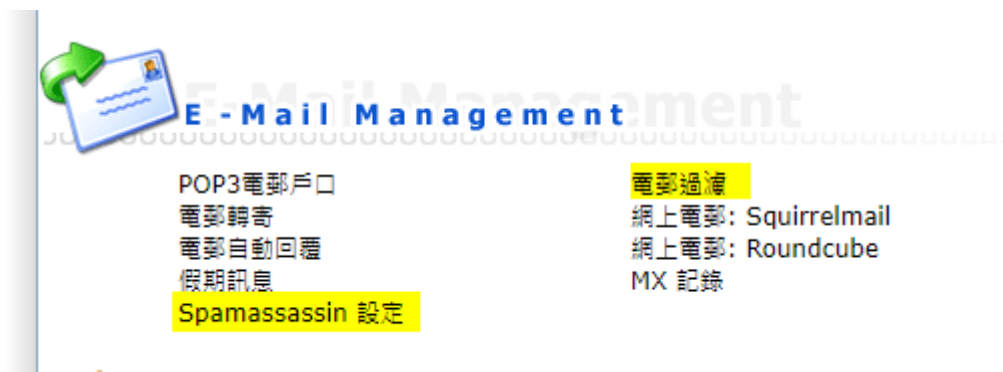 E-Mail Management
POP3電郵戶口
電郵轉寄
電郵自動回覆
假期訊息
Spamassassin 設定
電郵過濾
網上電郵: Squirrelmail
網上電郵: Roundcube
MX 記錄